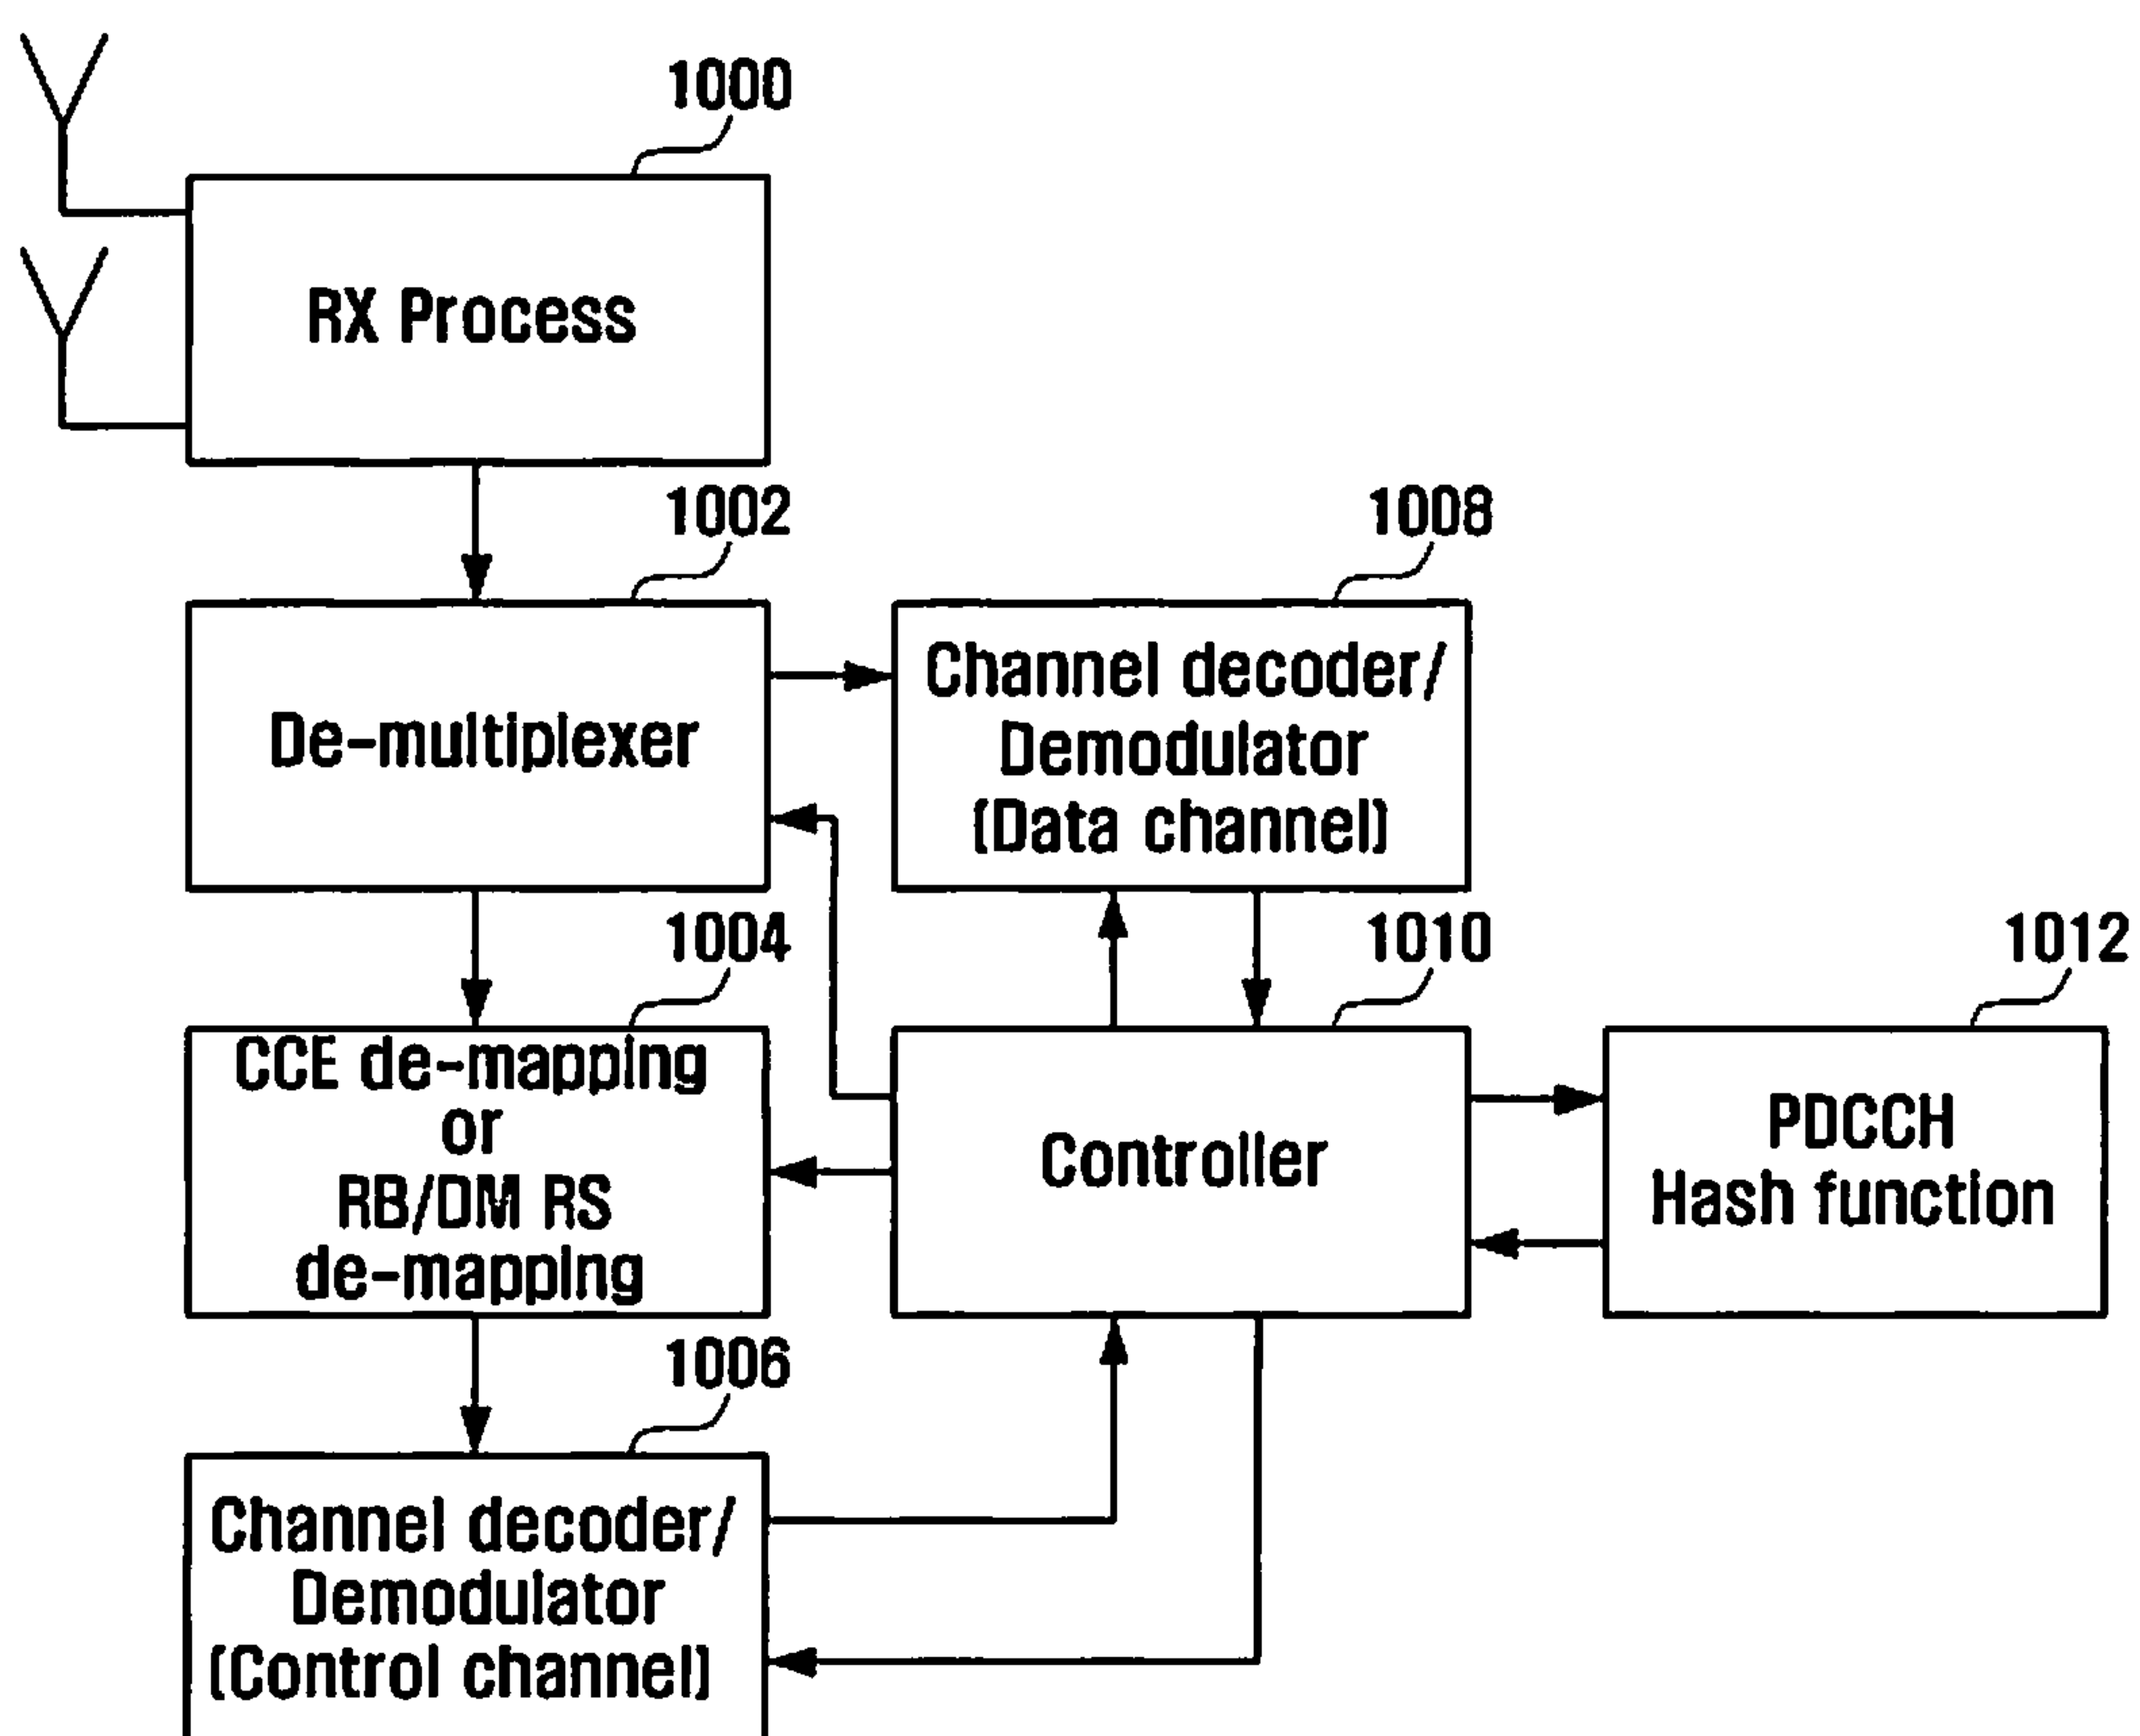 1000
RX Process
1002
De-multiplexer
1008
Channel decoder/
Demodulator
(Data channel)
1004
CCE de-mapping
or
RB/DM RS
de-mapping
1010
Controller
1012
PDCCH
Hash function
1006
Channel decoder/
Demodulator
(Control channel)